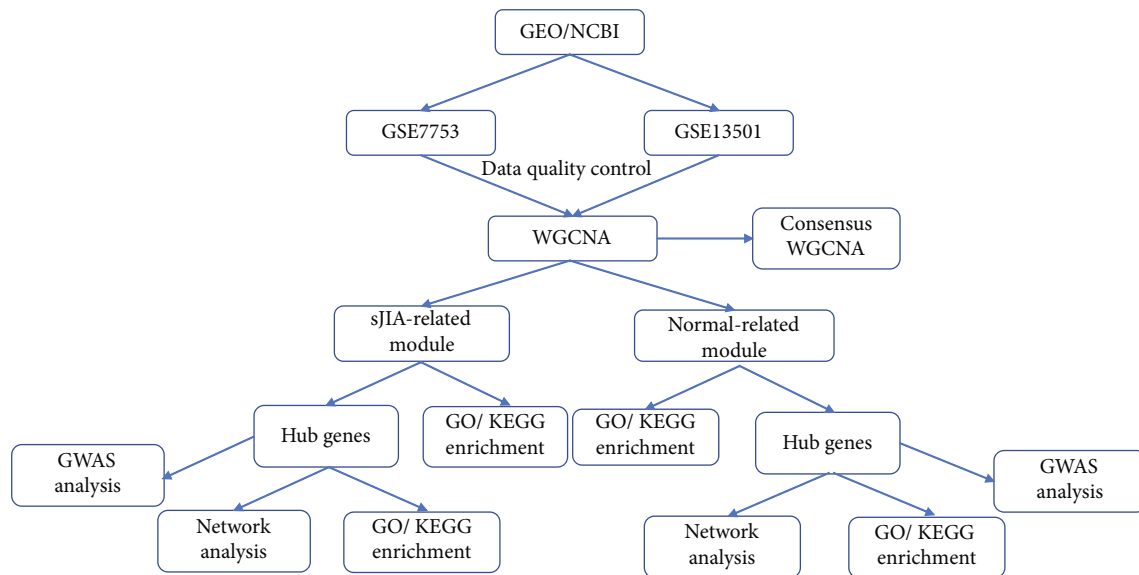 GEO/NCBI
GSE7753
GSE13501
Data quality control
WGCNA
Consensus
WGCNA
sJIA-related
module
Normal-related
module
Hub genes
GO/ KEGG
enrichment
GO/ KEGG
enrichment
Hub genes
GWAS
analysis
GWAS
analysis
Network
analysis
GO/ KEGG
enrichment
Network
analysis
GO/ KEGG
enrichment